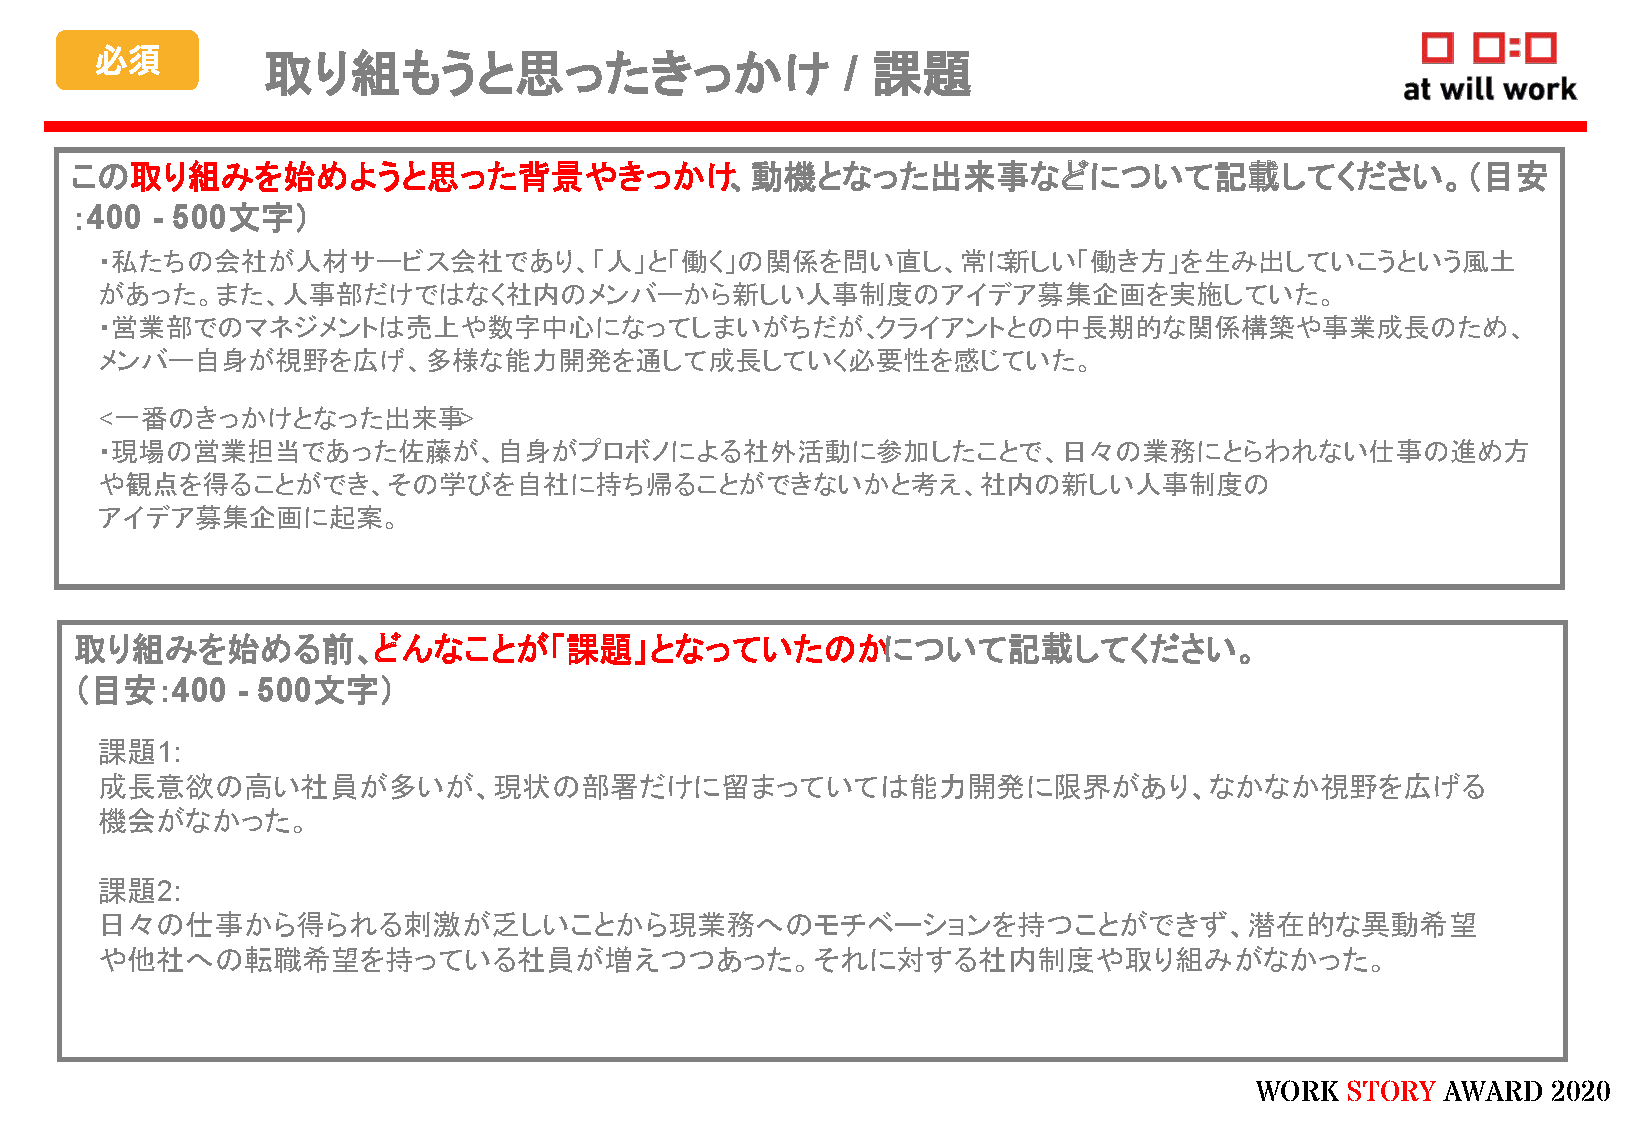 必須
取り組もうと思ったきっかけ / 課題
at will work
この取り組みを始めようと思った背景やきっかけ、動機となった出来事などについて記載してください。（目安
：400 - 500文字）
・私たちの会社が人材サービス会社であり、「人」と「働く」の関係を問い直し、常に新しい「働き方」を生み出していこうという風土
があった。また、人事部だけではなく社内のメンバーから新しい人事制度のアイデア募集企画を実施していた。
・営業部でのマネジメントは売上や数字中心になってしまいがちだが、クライアントとの中長期的な関係構築や事業成長のため、
メンバー自身が視野を広げ、多様な能力開発を通して成長していく必要性を感じていた。
<一番のきっかけとなった出来事>
・現場の営業担当であった佐藤が、自身がプロボノによる社外活動に参加したことで、日々の業務にとらわれない仕事の進め方
や観点を得ることができ、その学びを自社に持ち帰ることができないかと考え、社内の新しい人事制度の
アイデア募集企画に起案。
取り組みを始める前、どんなことが「課題」となっていたのかについて記載してください。
（目安：400 - 500文字）
課題1:
成長意欲の高い社員が多いが、現状の部署だけに留まっていては能力開発に限界があり、なかなか視野を広げる
機会がなかった。
課題2:
日々の仕事から得られる刺激が乏しいことから現業務へのモチベーションを持つことができず、潜在的な異動希望
や他社への転職希望を持っている社員が増えつつあった。それに対する社内制度や取り組みがなかった。
WORK STORY AWARD 2020